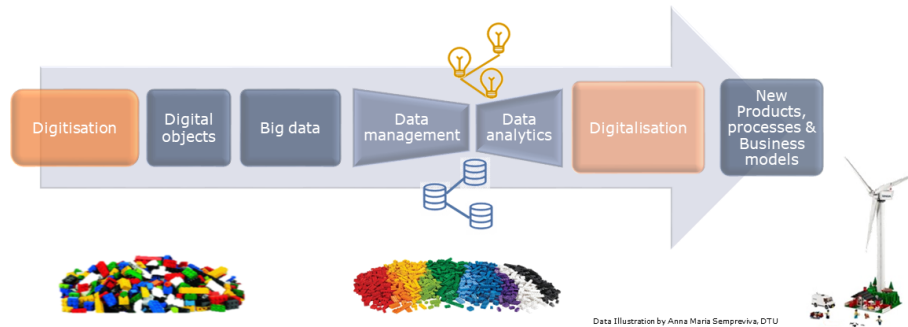 Digitisation
Digital
objects
Big data
Data
management
Data
analytics
Digitalisation
New
Products,
processes &
Business
models
Data Illustration by Anna Maria Sempreviva, DTU